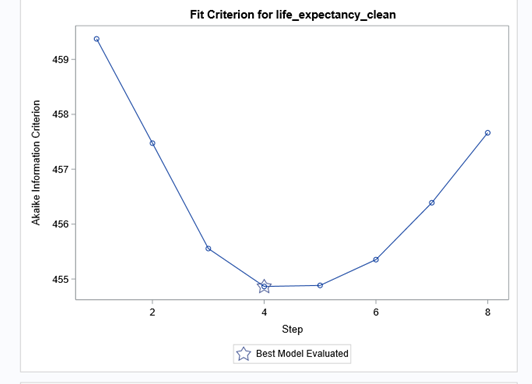 Fit Criterion for life_expectancy_clean
459
458
457
456
455
Akaike Information Criterion
2
4
6
8
Step
Best Model Evaluated